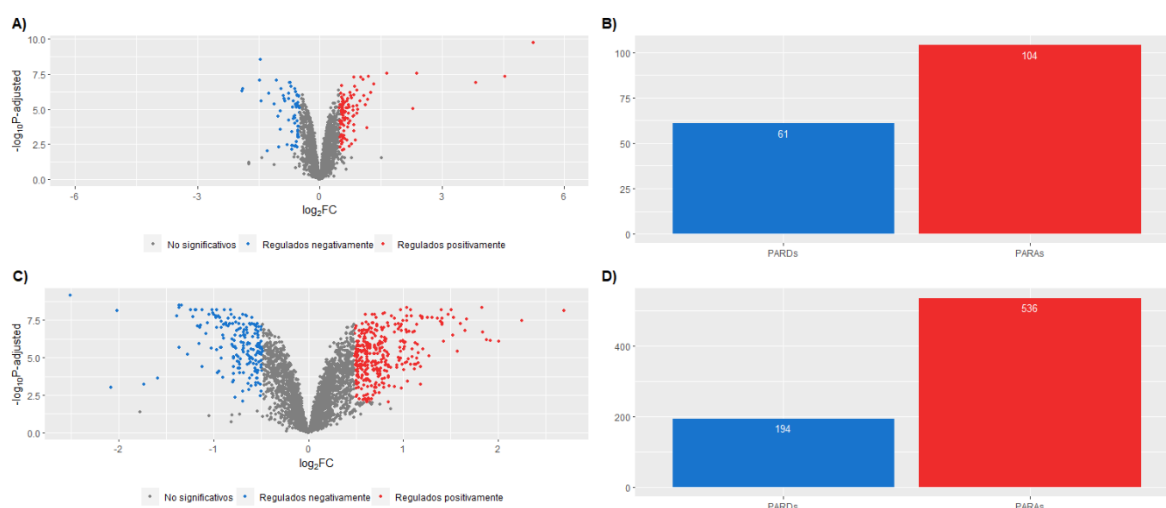 A)
10.0
7.5
5.0
2.5
0.0
-log10P-adjusted
-6
-3
0
3
6
log2FC
No significativos
Regulados negativamente
Regulados positivamente
B)
100
75
50
25
0
61
104
PARDs
PARAs
C)
7.5
5.0
2.5
0.0
-log10P-adjusted
-2
-1
0
1
2
log2FC
No significativos
Regulados negativamente
Regulados positivamente
D)
400
200
0
194
536
PARDs
PARAs